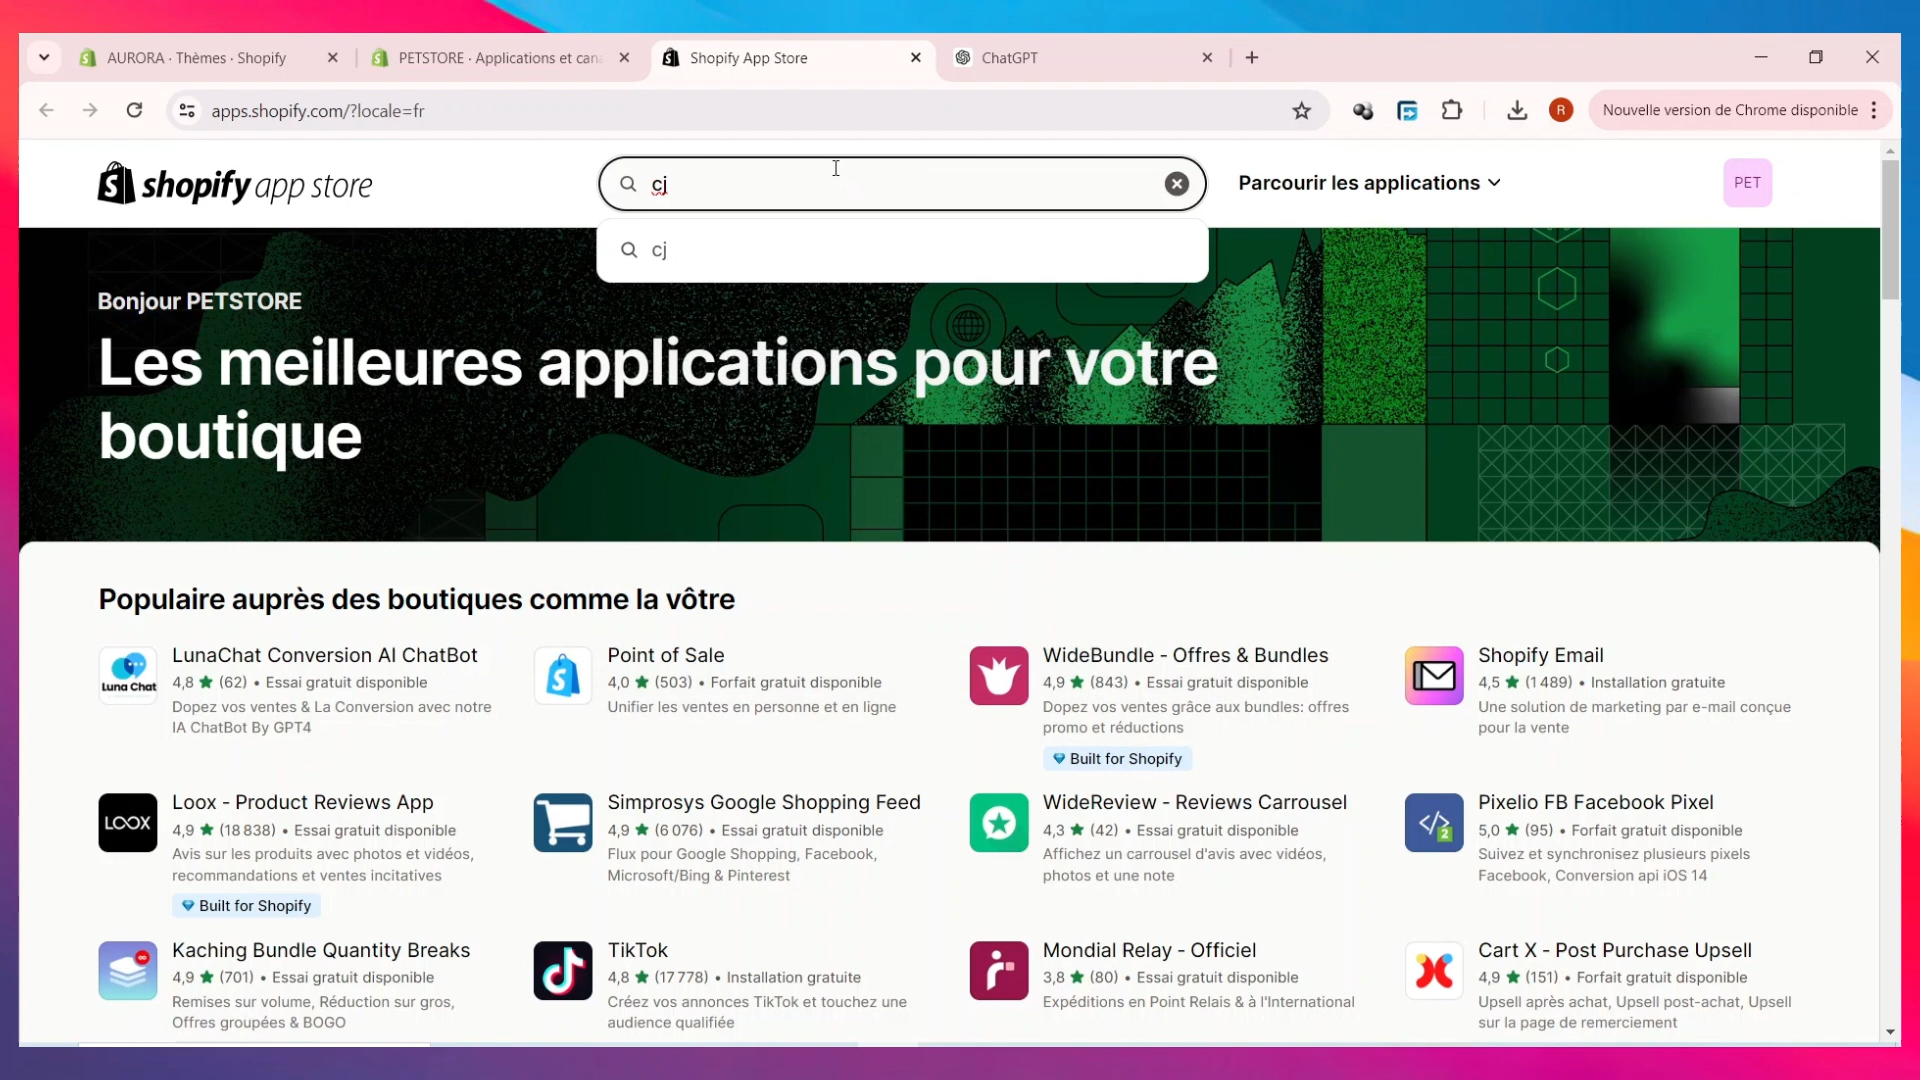 AURORA · Thèmes · Shopify
PETSTORE · Applications et cana
Shopify App Store
ChatGPT
apps.shopify.com/?locale=fr
R
Nouvelle version de Chrome disponible
shopify app store
cj
Parcourir les applications
PET
cj
Bonjour PETSTORE
Les meilleures applications pour votre
boutique
Populaire auprès des boutiques comme la vôtre
Luna Chat
LunaChat Conversion AI ChatBot
4,8 ★ (62) • Essai gratuit disponible
Dopez vos ventes & La Conversion avec notre
IA ChatBot By GPT4
Point of Sale
4,0 ★ (503) • Forfait gratuit disponible
Unifier les ventes en personne et en ligne
WideBundle - Offres & Bundles
4,9 ★ (843) • Essai gratuit disponible
Dopez vos ventes grâce aux bundles: offres
promo et réductions
Built for Shopify
Shopify Email
4,5 ★ (1 489) • Installation gratuite
Une solution de marketing par e-mail conçue
pour la vente
LOOX
Loox - Product Reviews App
4,9 ★ (18 838) • Essai gratuit disponible
Avis sur les produits avec photos et vidéos,
recommandations et ventes incitatives
Built for Shopify
Simprosys Google Shopping Feed
4,9 ★ (6 076) • Essai gratuit disponible
Flux pour Google Shopping, Facebook,
Microsoft/Bing & Pinterest
WideReview - Reviews Carrousel
4,3 ★ (42) • Essai gratuit disponible
Affichez un carrousel d'avis avec vidéos,
photos et une note
</> 2
Pixelio FB Facebook Pixel
5,0 ★ (95) • Forfait gratuit disponible
Suivez et synchronisez plusieurs pixels
Facebook, Conversion api iOS 14
Kaching Bundle Quantity Breaks
4,9 ★ (701) • Essai gratuit disponible
Remises sur volume, Réduction sur gros,
Offres groupées & BOGO
TikTok
4,8 ★ (17 778) • Installation gratuite
Créez vos annonces TikTok et touchez une
audience qualifiée
Mondial Relay - Officiel
3,8 ★ (80) • Essai gratuit disponible
Expéditions en Point Relais & à l'International
Cart X - Post Purchase Upsell
4,9 ★ (151) • Forfait gratuit disponible
Upsell après achat, Upsell post-achat, Upsell
sur la page de remerciement